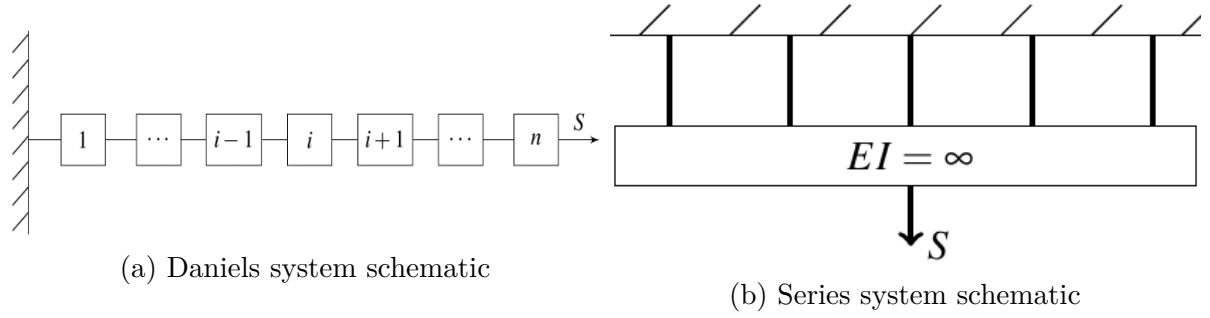 1 ... i−1 i i+1 ... n S
(a) Daniels system schematic
EI = ∞
S
(b) Series system schematic